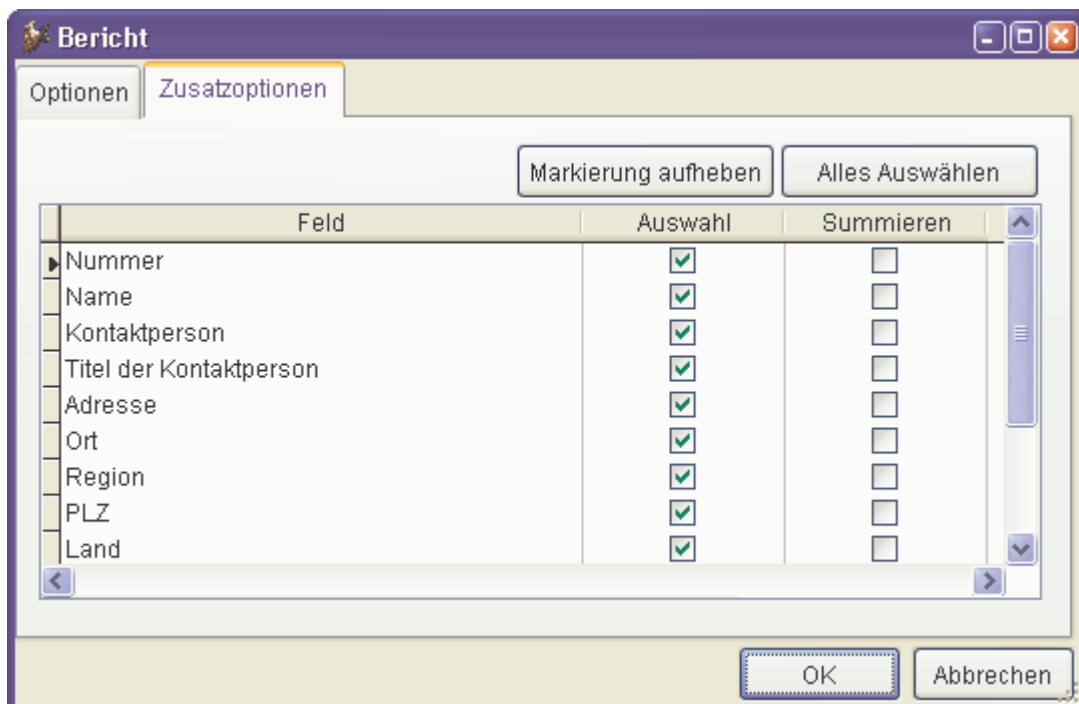 Bericht
Optionen Zusatzoptionen
Markierung aufheben Alles Auswählen
Feld Auswahl Summieren
Nummer
Name
Kontaktperson
Titel der Kontaktperson
Adresse
Ort
Region
PLZ
Land
OK Abbrechen